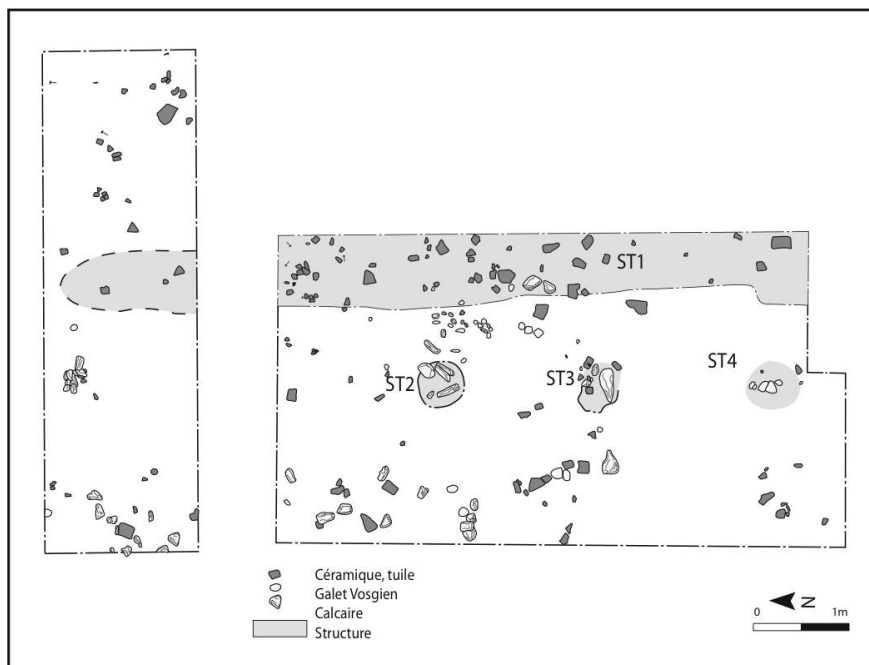 ST1
ST2
ST3
ST4
Céramique, tuile
Galet Vosgien
Calcaire
Structure
N
0 1m